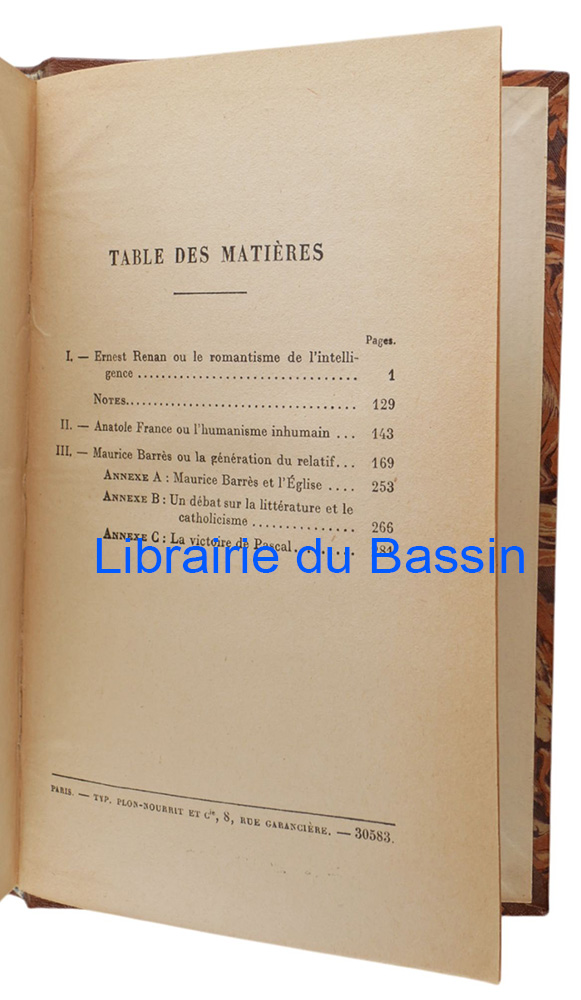 TABLE DES MATIÈRES
Pages.
I. — Ernest Renan ou le romantisme de l'intelli-
gence .................................... 1
NOTES...................................... 129
II. — Anatole France ou l'humanisme inhumain ... 143
III. — Maurice Barrès ou la génération du relatif... 169
ANNEXE A : Maurice Barrès et l'Église .... 253
ANNEXE B : Un débat sur la littérature et le
catholicisme ............... 266
ANNEXE C : La victoire de Pascal.........
Librairie du Bassin
PARIS. — TYP. PLON-NOURRIT ET Cie, 8, RUE GARANCIÈRE. — 30583.